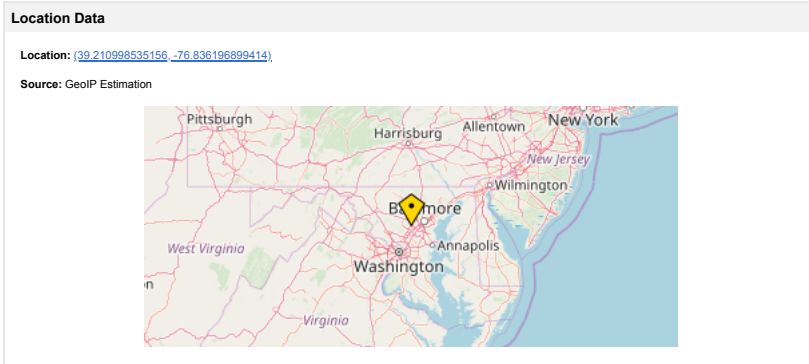 Location Data
Location: (39.210998535156, -76.836196899414)
Source: GeoIP Estimation
Pittsburgh
Harrisburg
Allentown
New York
New Jersey
Wilmington
West Virginia
Annapolis
Washington
Virginia